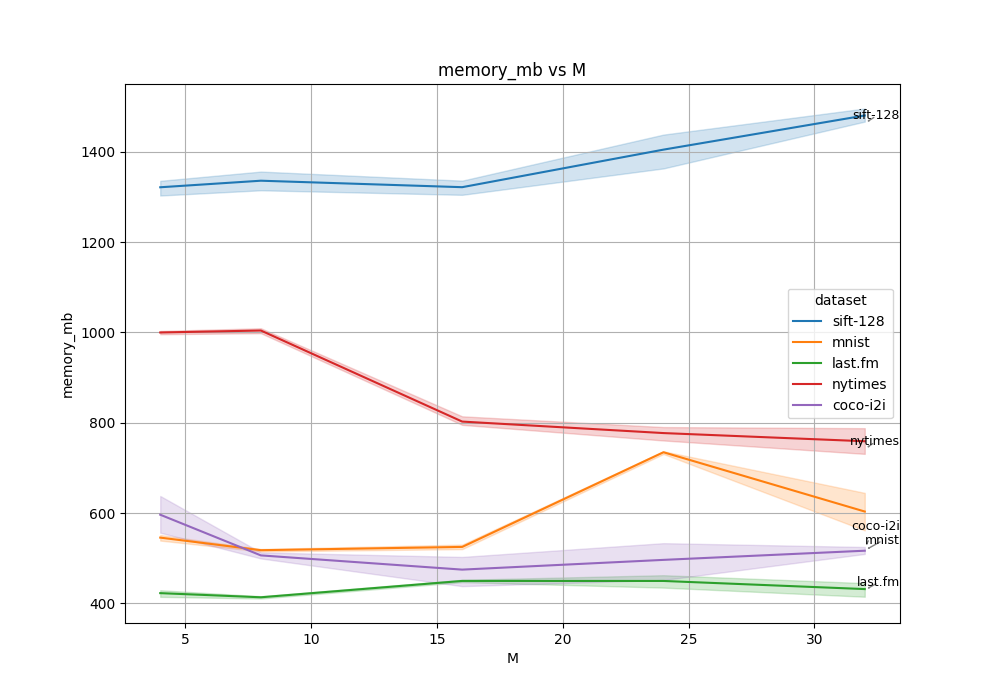 memory_mb vs M
memory_mb
1400
1200
1000
800
600
400
5
10
15
20
25
30
M
sift-128
nytimes
coco-i2i
mnist
last.fm
dataset
sift-128
mnist
last.fm
nytimes
coco-i2i